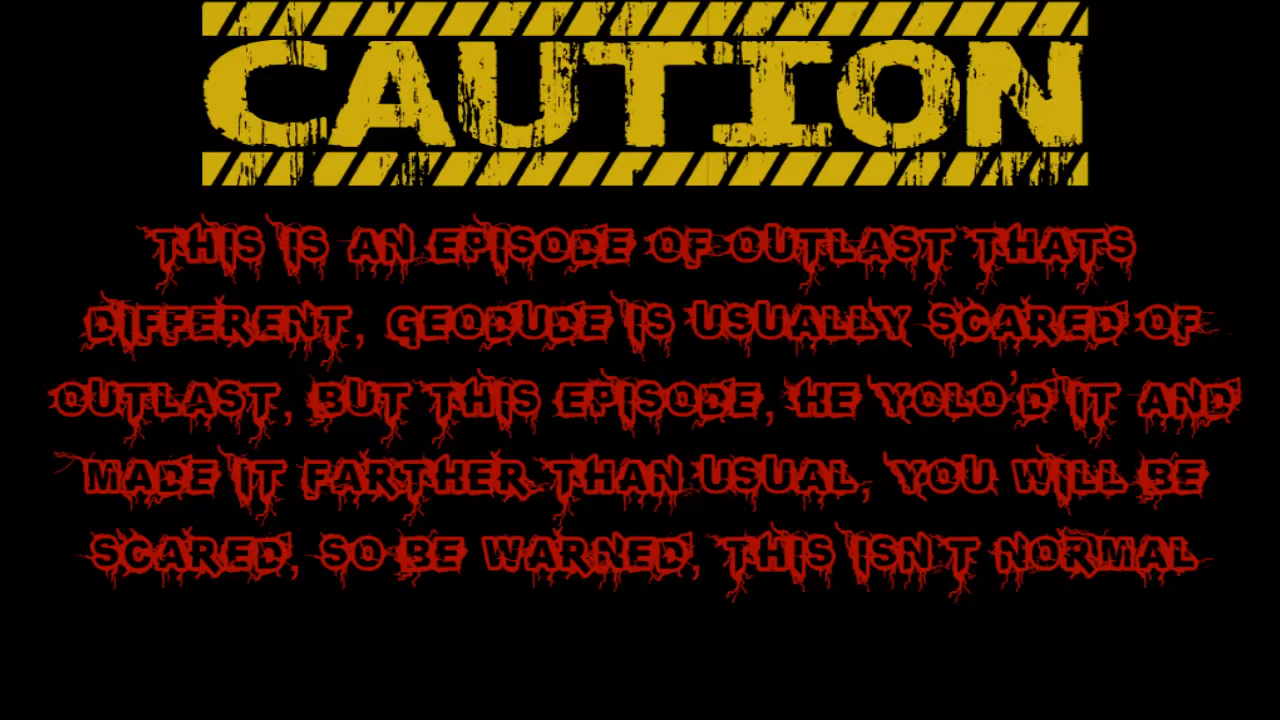 CAUTION
THIS IS AN EPISODE OF OUTLAST THATS
DIFFERENT, GEODUDE IS USUALLY SCARED OF
OUTLAST, BUT THIS EPISODE, HE YOLO'D IT AND
MADE IT FARTHER THAN USUAL, YOU WILL BE
SCARED, SO BE WARNED, THIS ISN'T NORMAL